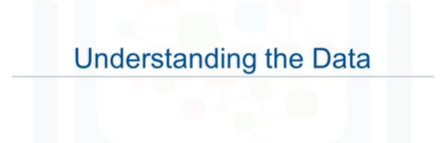 Understanding the Data